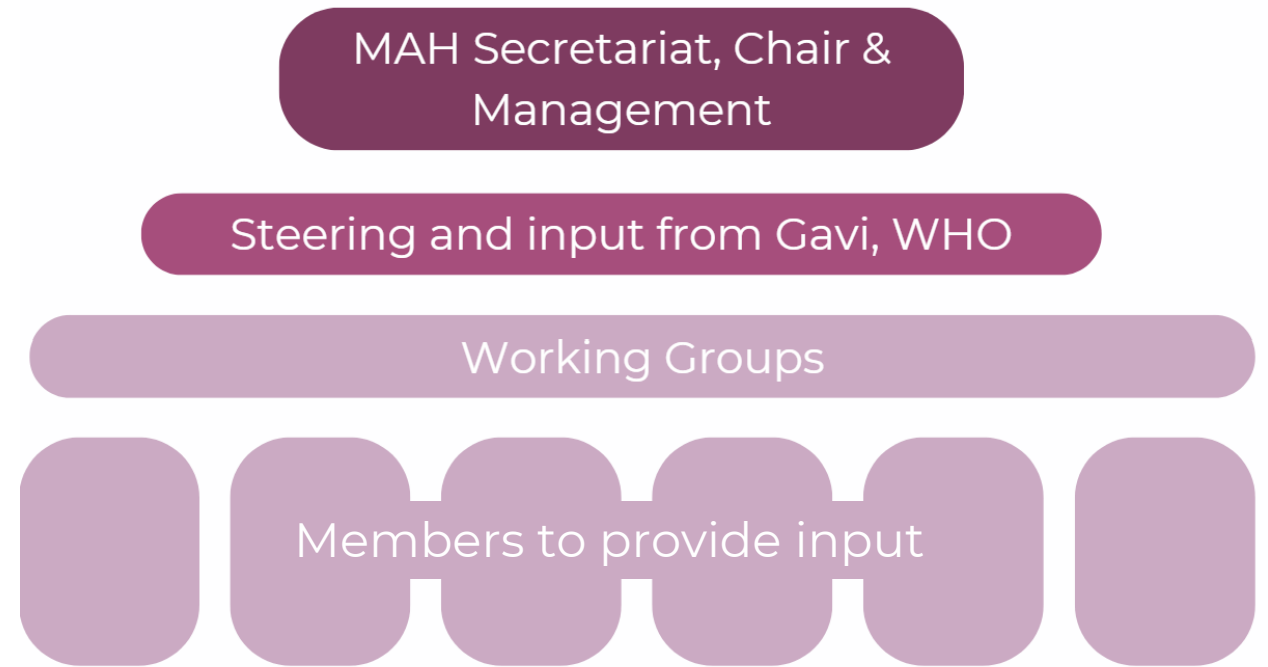 MAH Secretariat, Chair &
Management
Steering and input from Gavi, WHO
Working Groups
Members to provide input